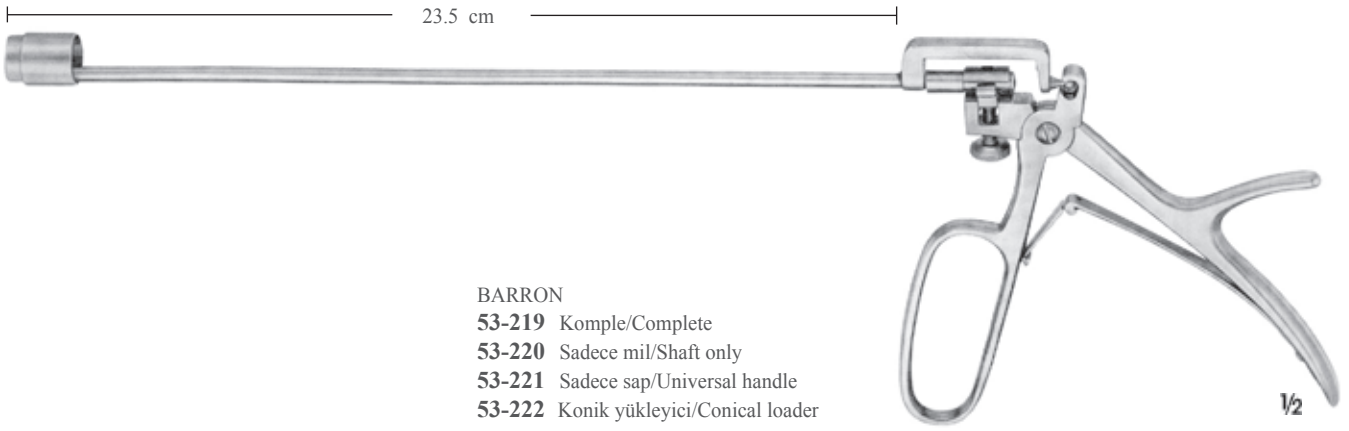 23.5 cm
BARRON
53-219 Komple/Complete
53-220 Sadece mil/Shaft only
53-221 Sadece sap/Universal handle
53-222 Konik yükleyici/Conical loader
1/2